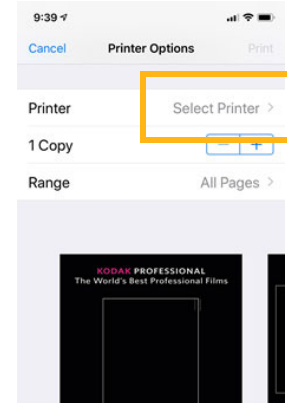 9:39
Cancel Printer Options Print
Printer Select Printer >
1 Copy − +
Range All Pages >
KODAK PROFESSIONAL
The World's Best Professional Films